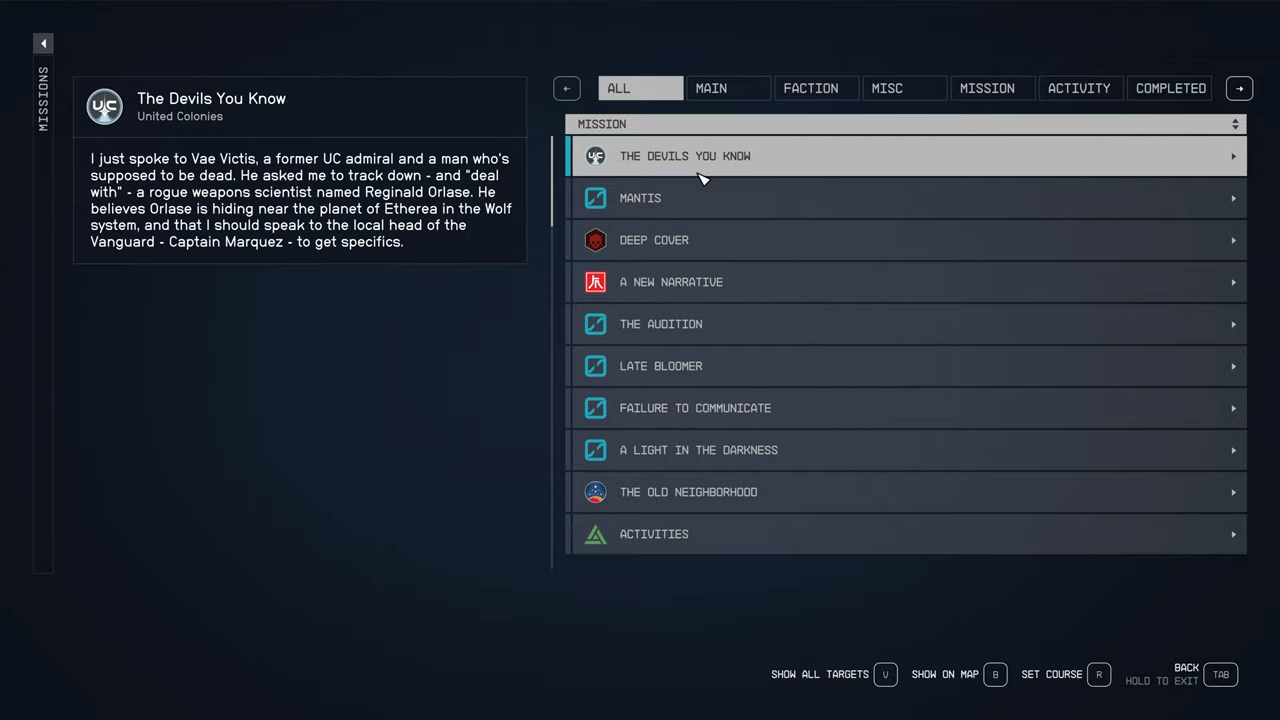 MISSIONS
UC
The Devils You Know
United Colonies
I just spoke to Vae Victis, a former UC admiral and a man who's
supposed to be dead. He asked me to track down - and "deal
with" - a rogue weapons scientist named Reginald Orlase. He
believes Orlase is hiding near the planet of Etherea in the Wolf
system, and that I should speak to the local head of the
Vanguard - Captain Marquez - to get specifics.
ALL MAIN FACTION MISC MISSION ACTIVITY COMPLETED
MISSION
UC THE DEVILS YOU KNOW
MANTIS
DEEP COVER
A NEW NARRATIVE
THE AUDITION
LATE BLOOMER
FAILURE TO COMMUNICATE
A LIGHT IN THE DARKNESS
THE OLD NEIGHBORHOOD
ACTIVITIES
SHOW ALL TARGETS V SHOW ON MAP B SET COURSE R BACK TAB
HOLD TO EXIT